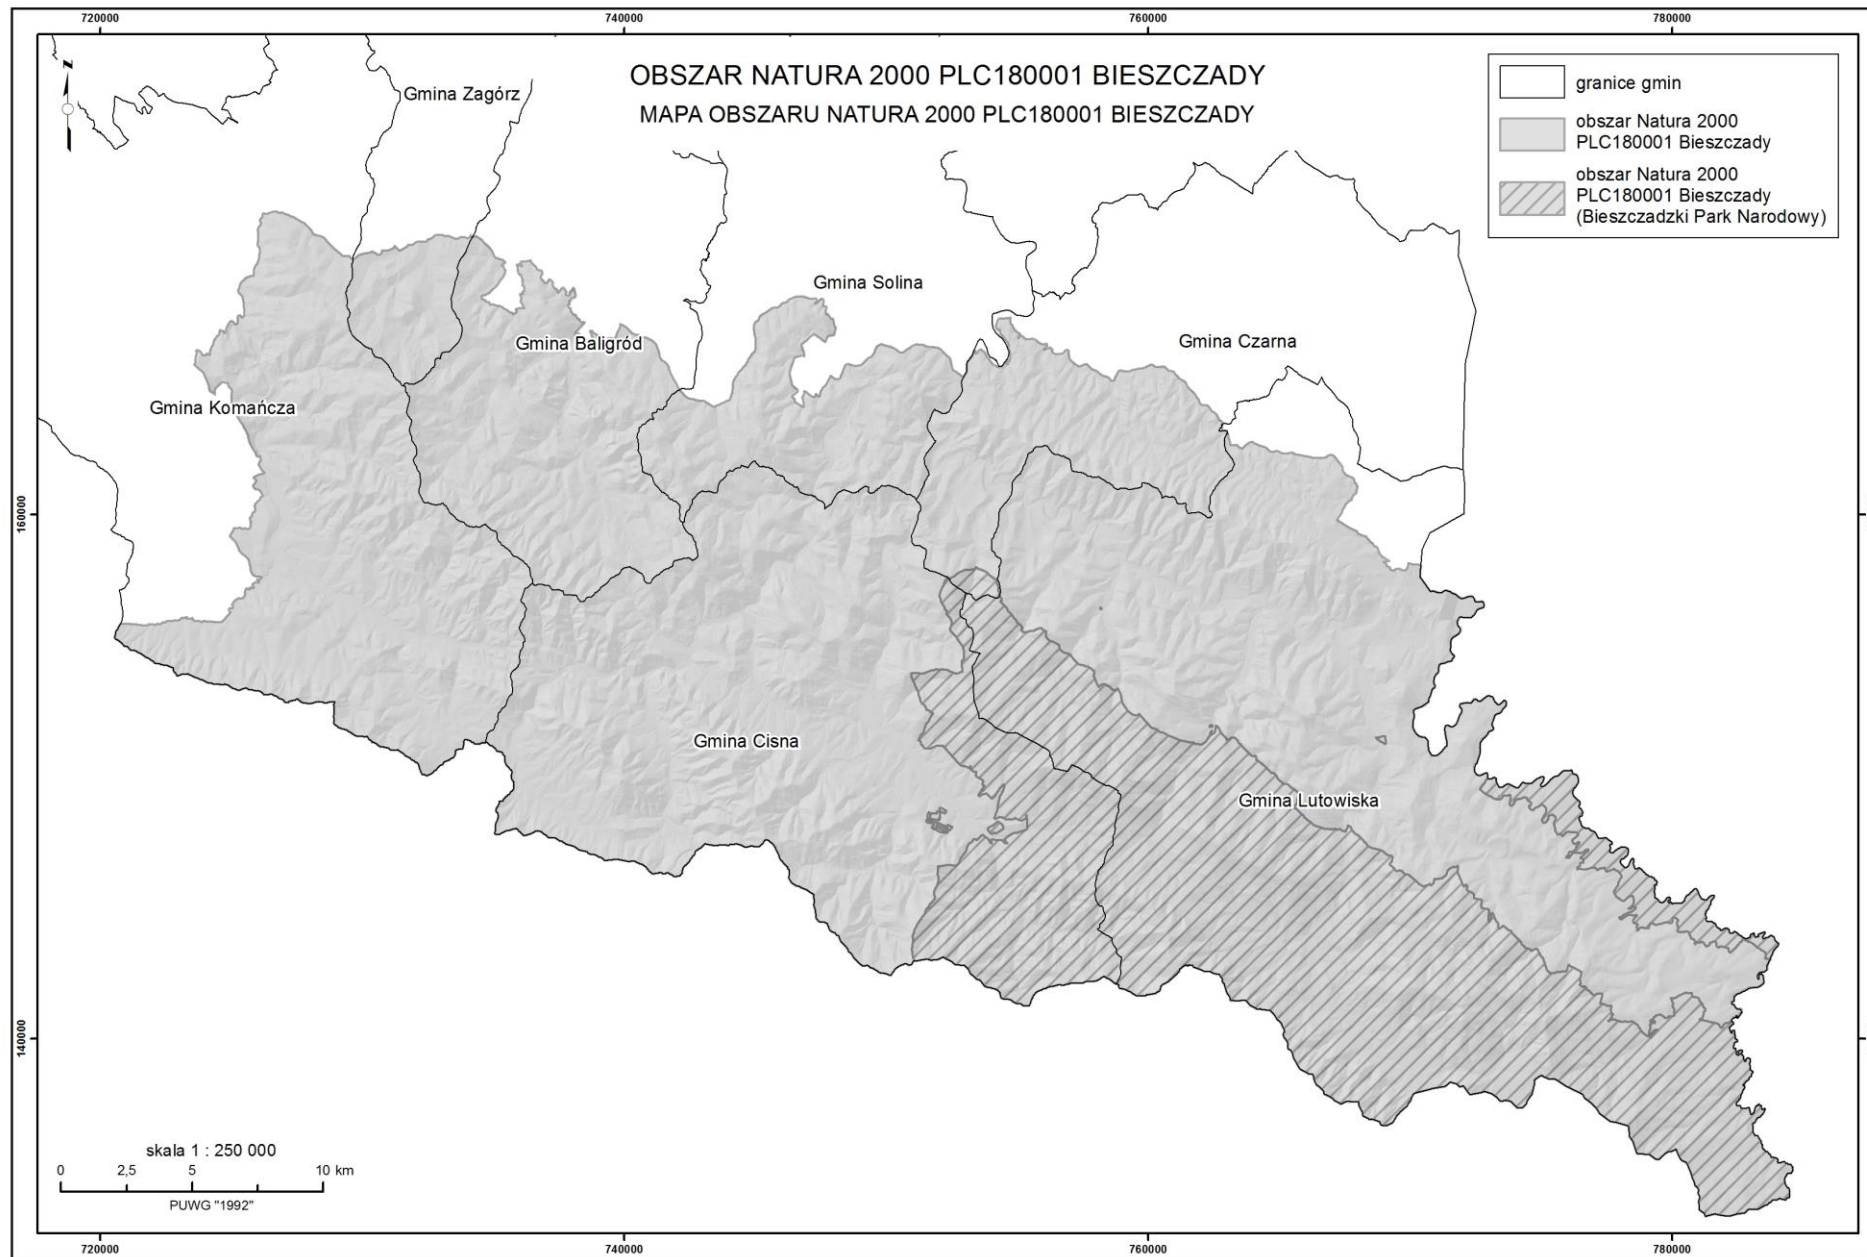 720000
740000
760000
780000
OBSZAR NATURA 2000 PLC180001 BIESZCZADY
MAPA OBSZARU NATURA 2000 PLC180001 BIESZCZADY
granice gmin
obszar Natura 2000
PLC180001 Bieszczady
obszar Natura 2000
PLC180001 Bieszczady
(Bieszczadzki Park Narodowy)
z
Gmina Zagórz
Gmina Solina
Gmina Czarna
Gmina Baligród
Gmina Komańcza
160000
160000
Gmina Cisna
Gmina Lutowiska
140000
140000
skala 1 : 250 000
0 2,5 5 10 km
PUWG "1992"
720000
740000
760000
780000